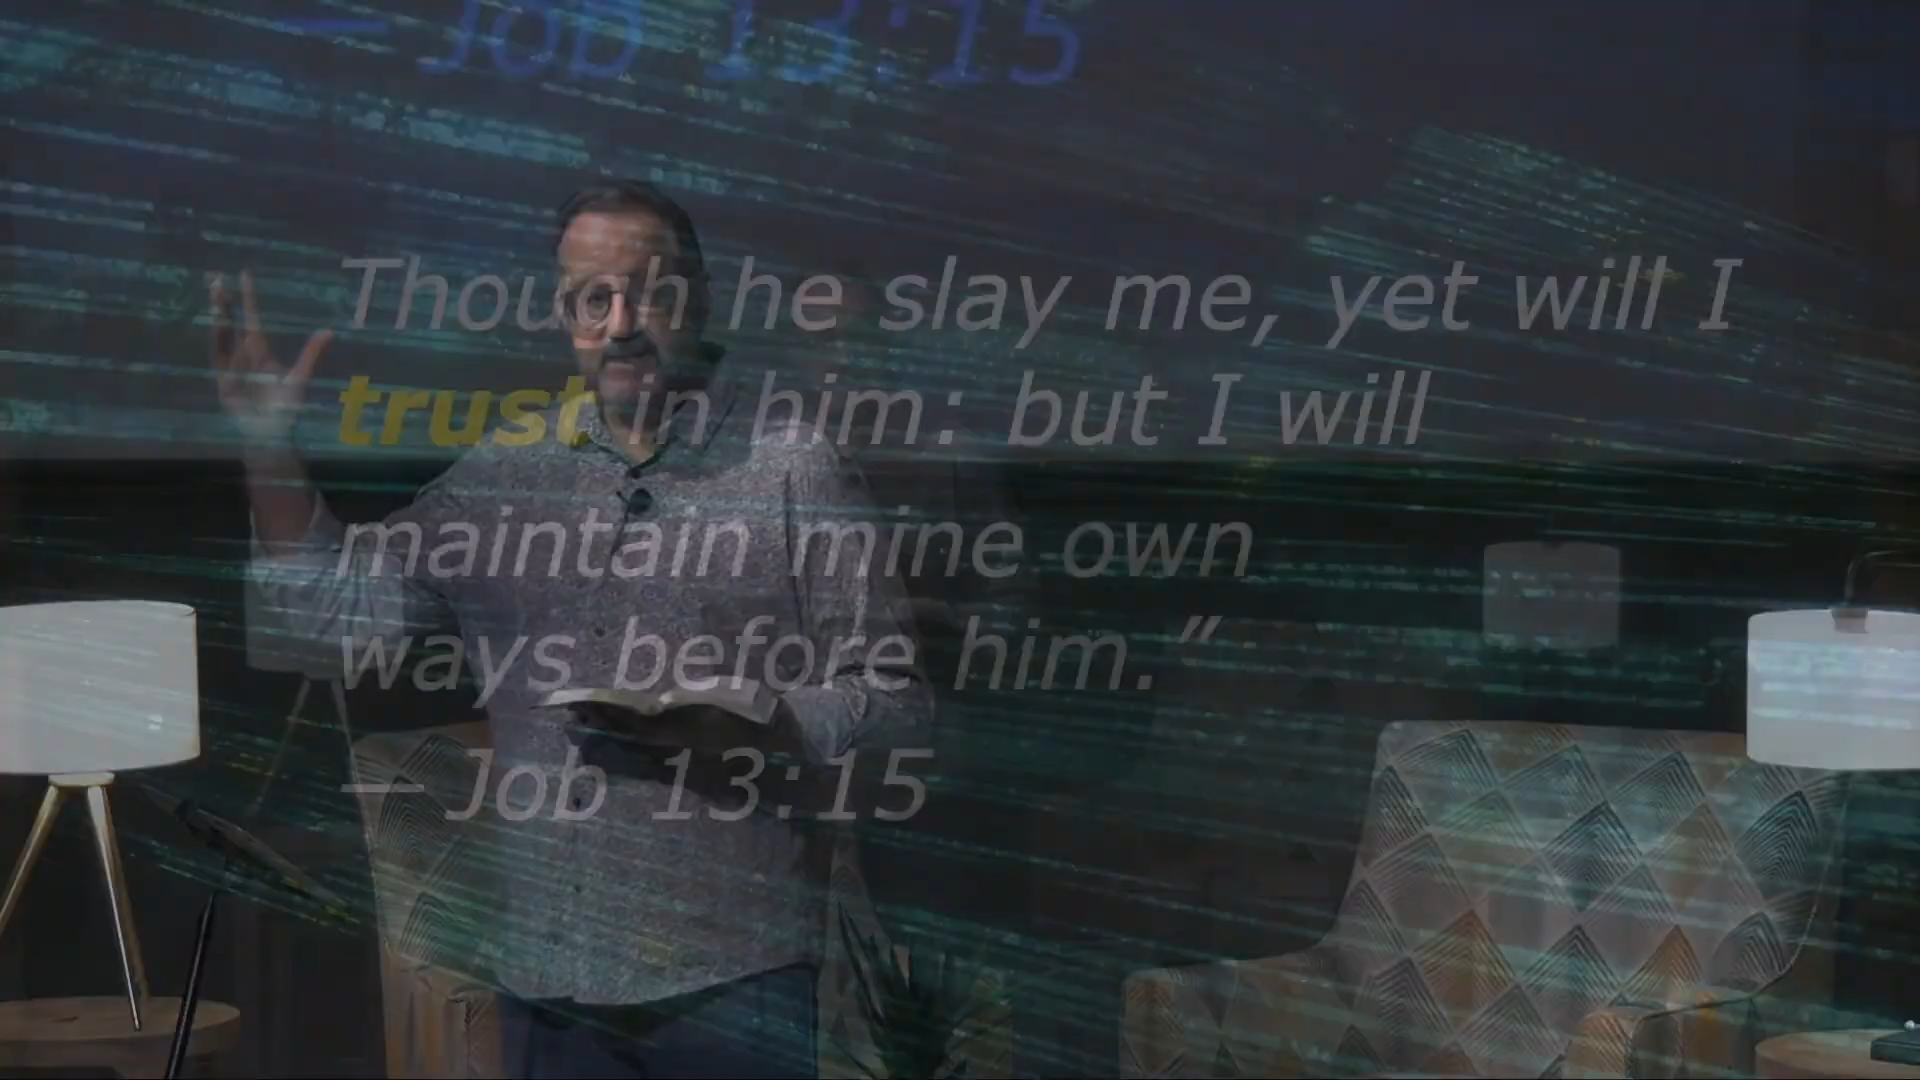 — Job 13:15
Though he slay me, yet will I
trust in him: but I will
maintain mine own
ways before him.”
— Job 13:15